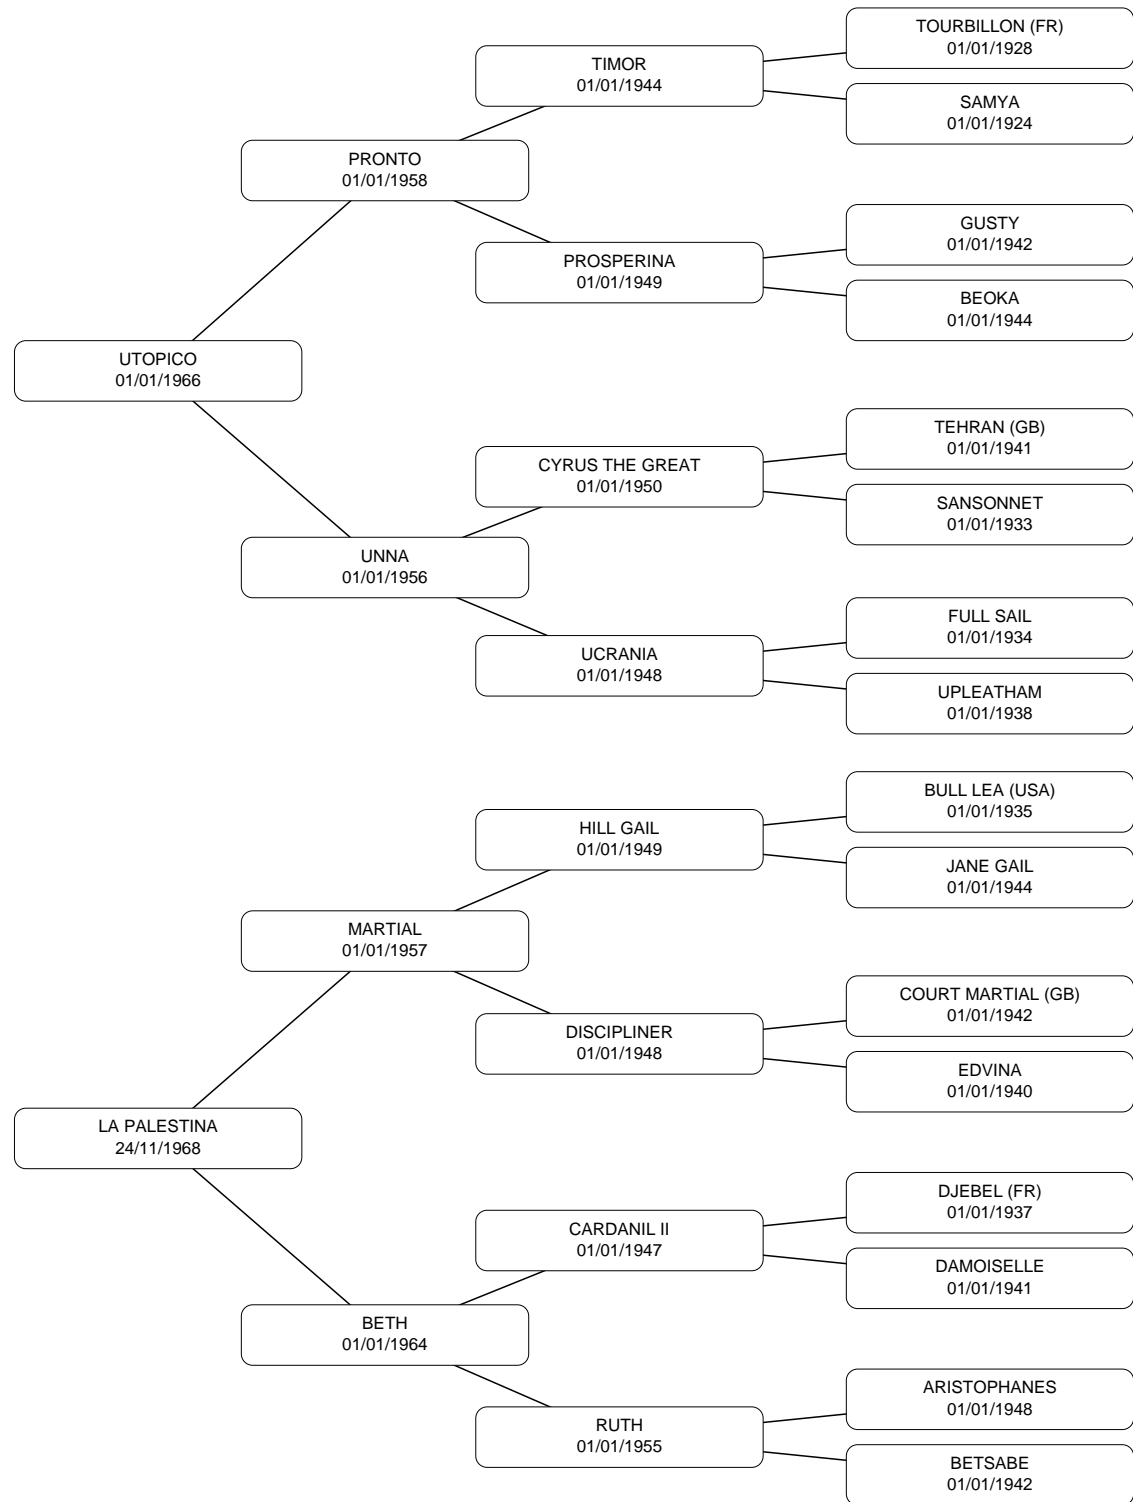 TOURBILLON (FR)
01/01/1928
TIMOR
01/01/1944
SAMYA
01/01/1924
PRONTO
01/01/1958
GUSTY
01/01/1942
PROSPERINA
01/01/1949
BEOKA
01/01/1944
UTOPICO
01/01/1966
TEHRAN (GB)
01/01/1941
CYRUS THE GREAT
01/01/1950
SANSONNET
01/01/1933
UNNA
01/01/1956
FULL SAIL
01/01/1934
UCRANIA
01/01/1948
UPLEATHAM
01/01/1938
BULL LEA (USA)
01/01/1935
HILL GAIL
01/01/1949
JANE GAIL
01/01/1944
MARTIAL
01/01/1957
COURT MARTIAL (GB)
01/01/1942
DISCIPLINER
01/01/1948
EDVINA
01/01/1940
LA PALESTINA
24/11/1968
DJEBEL (FR)
01/01/1937
CARDANIL II
01/01/1947
DAMOISELLE
01/01/1941
BETH
01/01/1964
ARISTOPHANES
01/01/1948
RUTH
01/01/1955
BETSABE
01/01/1942